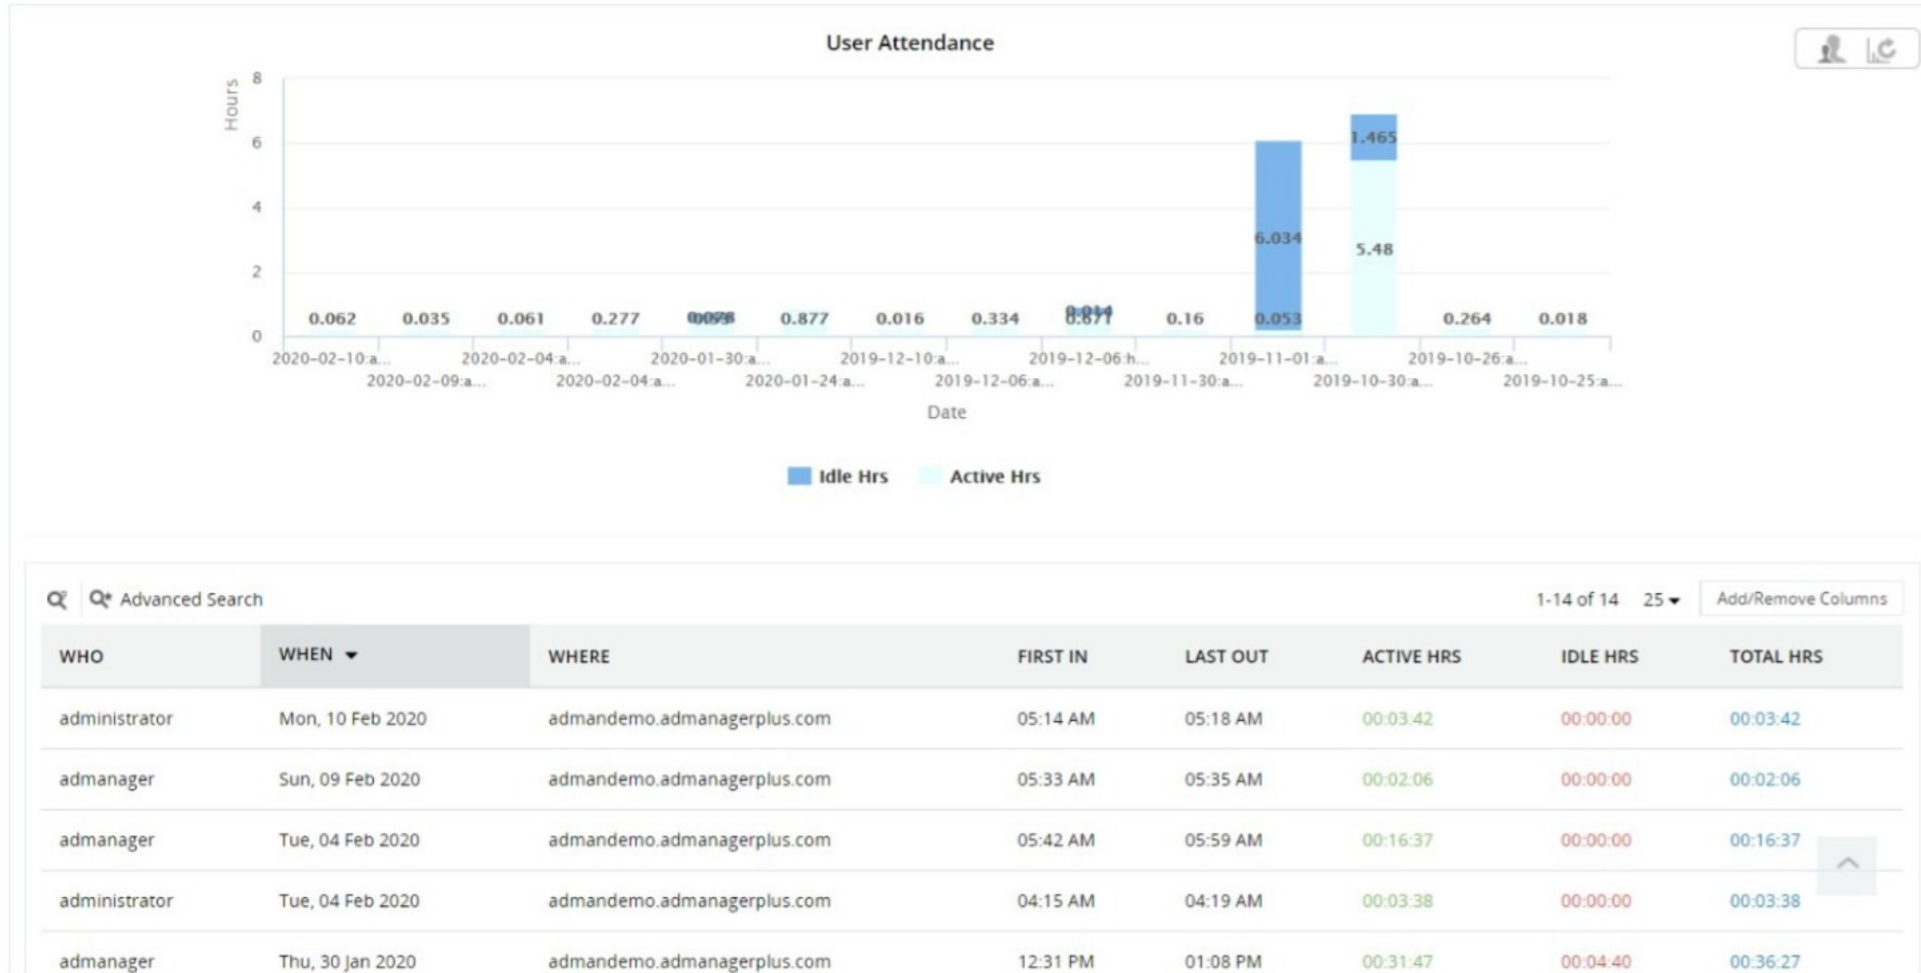 User Attendance
Hours
8
6
4
2
0
1.465
6.034
5.48
0.062 0.035 0.061 0.277 0.877 0.016 0.334 0.014 0.671 0.16 0.053 0.264 0.018
2020-02-10:a... 2020-02-04:a... 2020-01-30:a... 2019-12-10:a... 2019-12-06:h... 2019-11-01:a... 2019-10-26:a...
2020-02-09:a... 2020-02-04:a... 2020-01-24:a... 2019-12-06:a... 2019-11-30:a... 2019-10-30:a... 2019-10-25:a...
Date
Idle Hrs Active Hrs
Advanced Search 1-14 of 14 25 Add/Remove Columns
WHO WHEN WHERE FIRST IN LAST OUT ACTIVE HRS IDLE HRS TOTAL HRS
administrator Mon, 10 Feb 2020 admandemo.admanagerplus.com 05:14 AM 05:18 AM 00:03:42 00:00:00 00:03:42
admanager Sun, 09 Feb 2020 admandemo.admanagerplus.com 05:33 AM 05:35 AM 00:02:06 00:00:00 00:02:06
admanager Tue, 04 Feb 2020 admandemo.admanagerplus.com 05:42 AM 05:59 AM 00:16:37 00:00:00 00:16:37
administrator Tue, 04 Feb 2020 admandemo.admanagerplus.com 04:15 AM 04:19 AM 00:03:38 00:00:00 00:03:38
admanager Thu, 30 Jan 2020 admandemo.admanagerplus.com 12:31 PM 01:08 PM 00:31:47 00:04:40 00:36:27